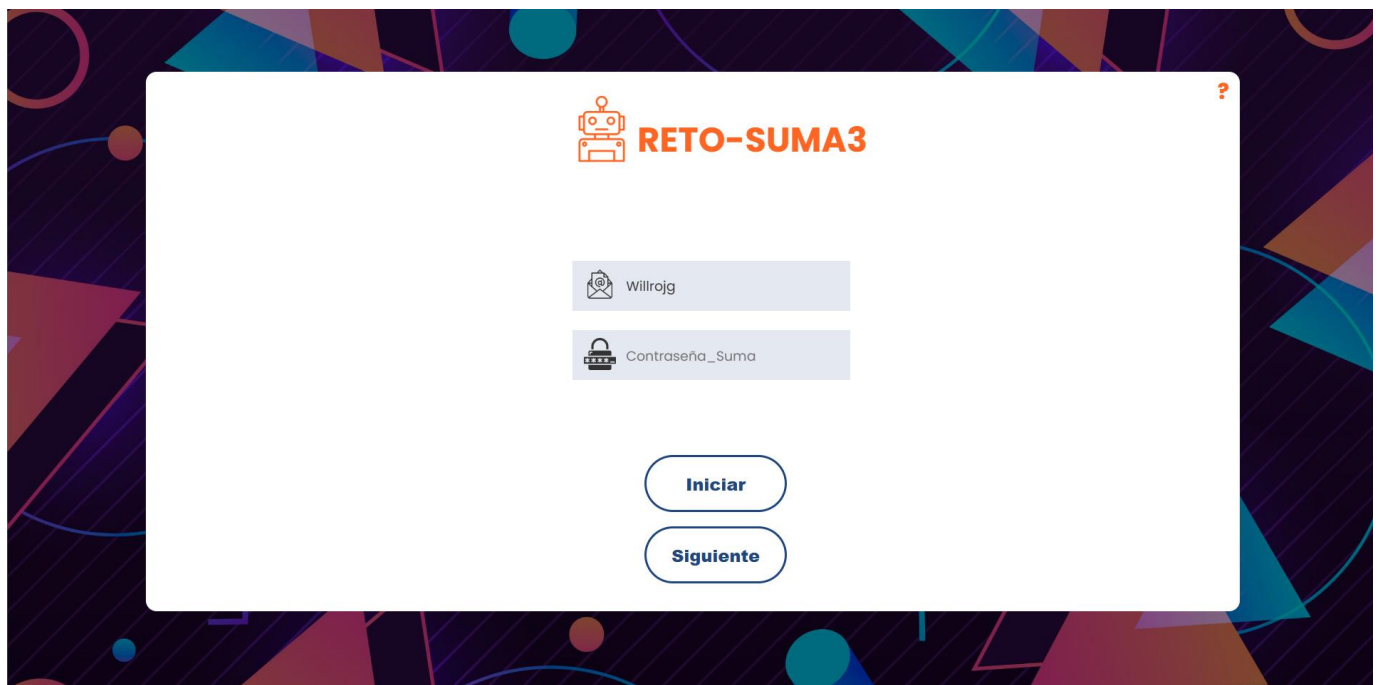 ?
RETO-SUMA3
Willrojg
Contraseña_Suma
Iniciar
Siguiente